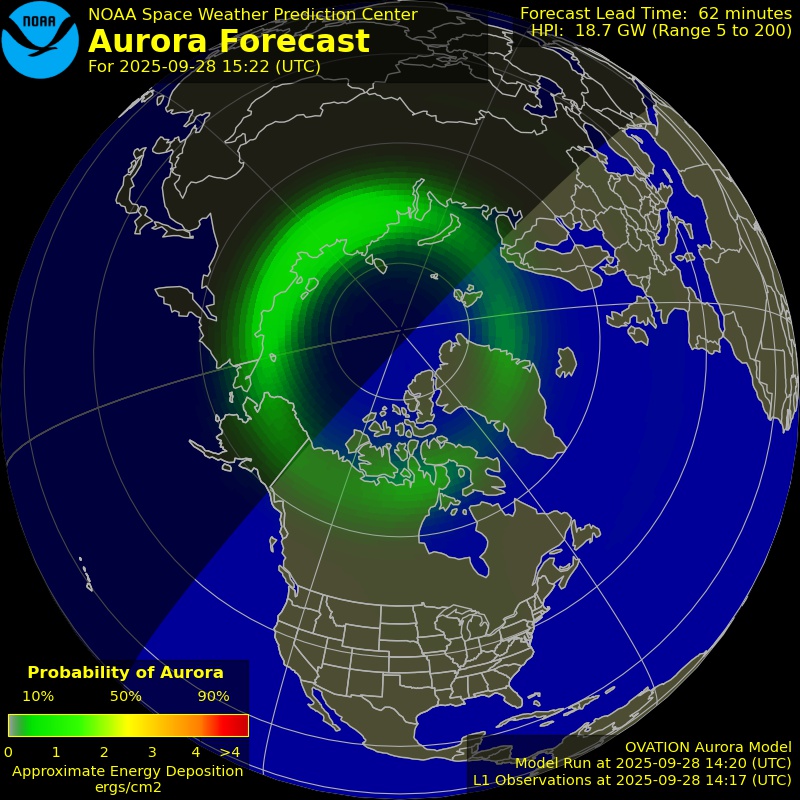 NOAA
NOAA Space Weather Prediction Center
Aurora Forecast
For 2025-09-28 15:22 (UTC)
Forecast Lead Time:  62 minutes
HPI:  18.7 GW (Range 5 to 200)
Probability of Aurora
10% 50% 90%
0 1 2 3 4 >4
Approximate Energy Deposition
ergs/cm2
OVATION Aurora Model
Model Run at 2025-09-28 14:20 (UTC)
L1 Observations at 2025-09-28 14:17 (UTC)